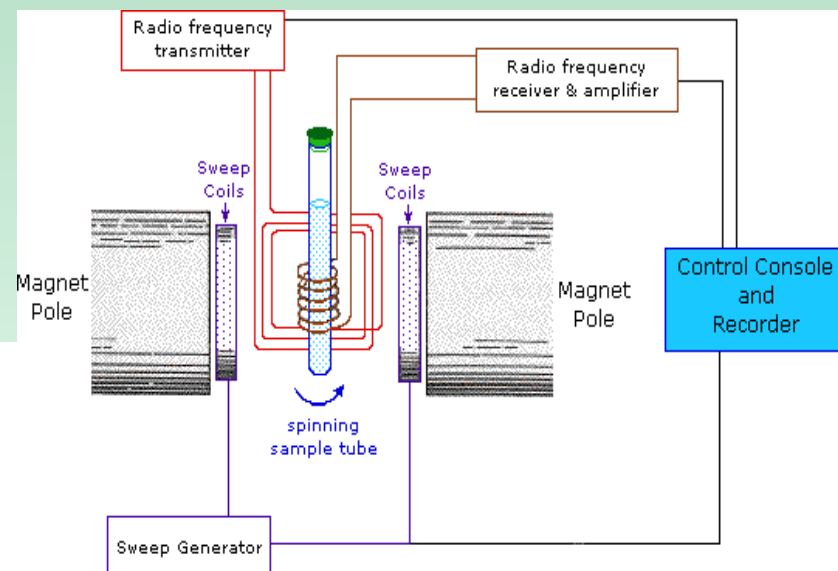 Radio frequency
transmitter
Radio frequency
receiver & amplifier
Sweep
Coils
Sweep
Coils
Magnet
Pole
Magnet
Pole
Control Console
and
Recorder
spinning
sample tube
Sweep Generator